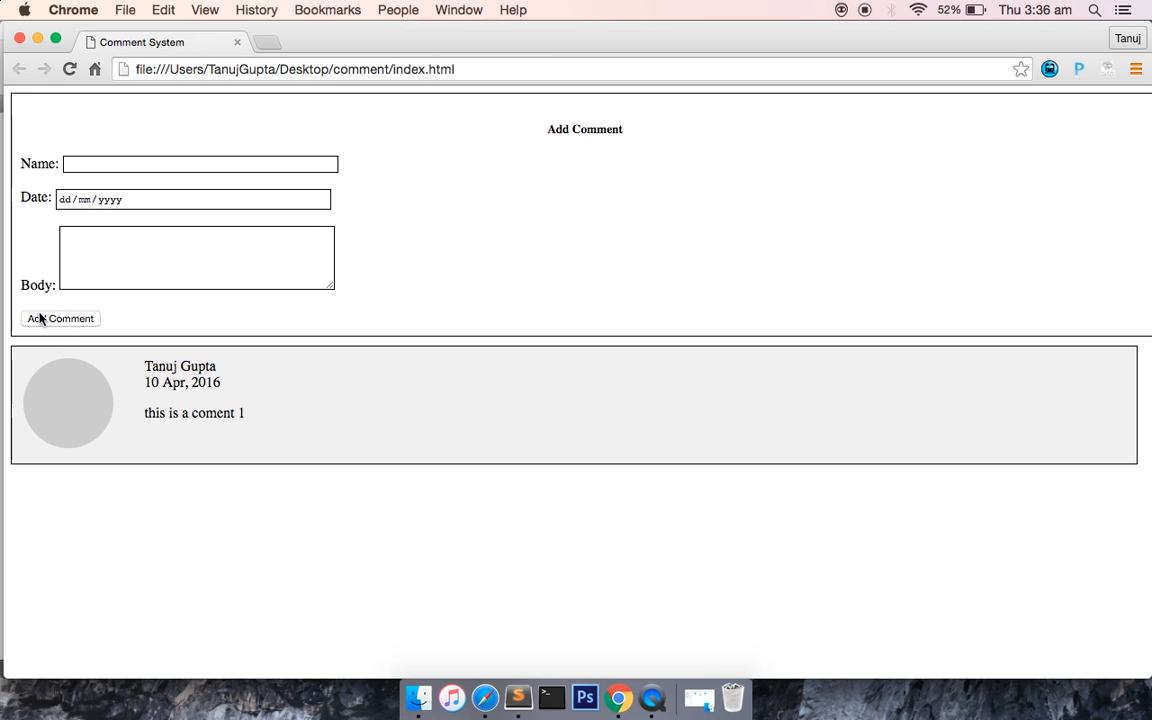 Chrome File Edit View History Bookmarks People Window Help 52% Thu 3:36 am
Comment System
Tanuj
file:///Users/TanujGupta/Desktop/comment/index.html
P
Add Comment
Name:
Date: dd/mm/yyyy
Body:
Add Comment
Tanuj Gupta
10 Apr, 2016
this is a coment 1
S >_ Ps